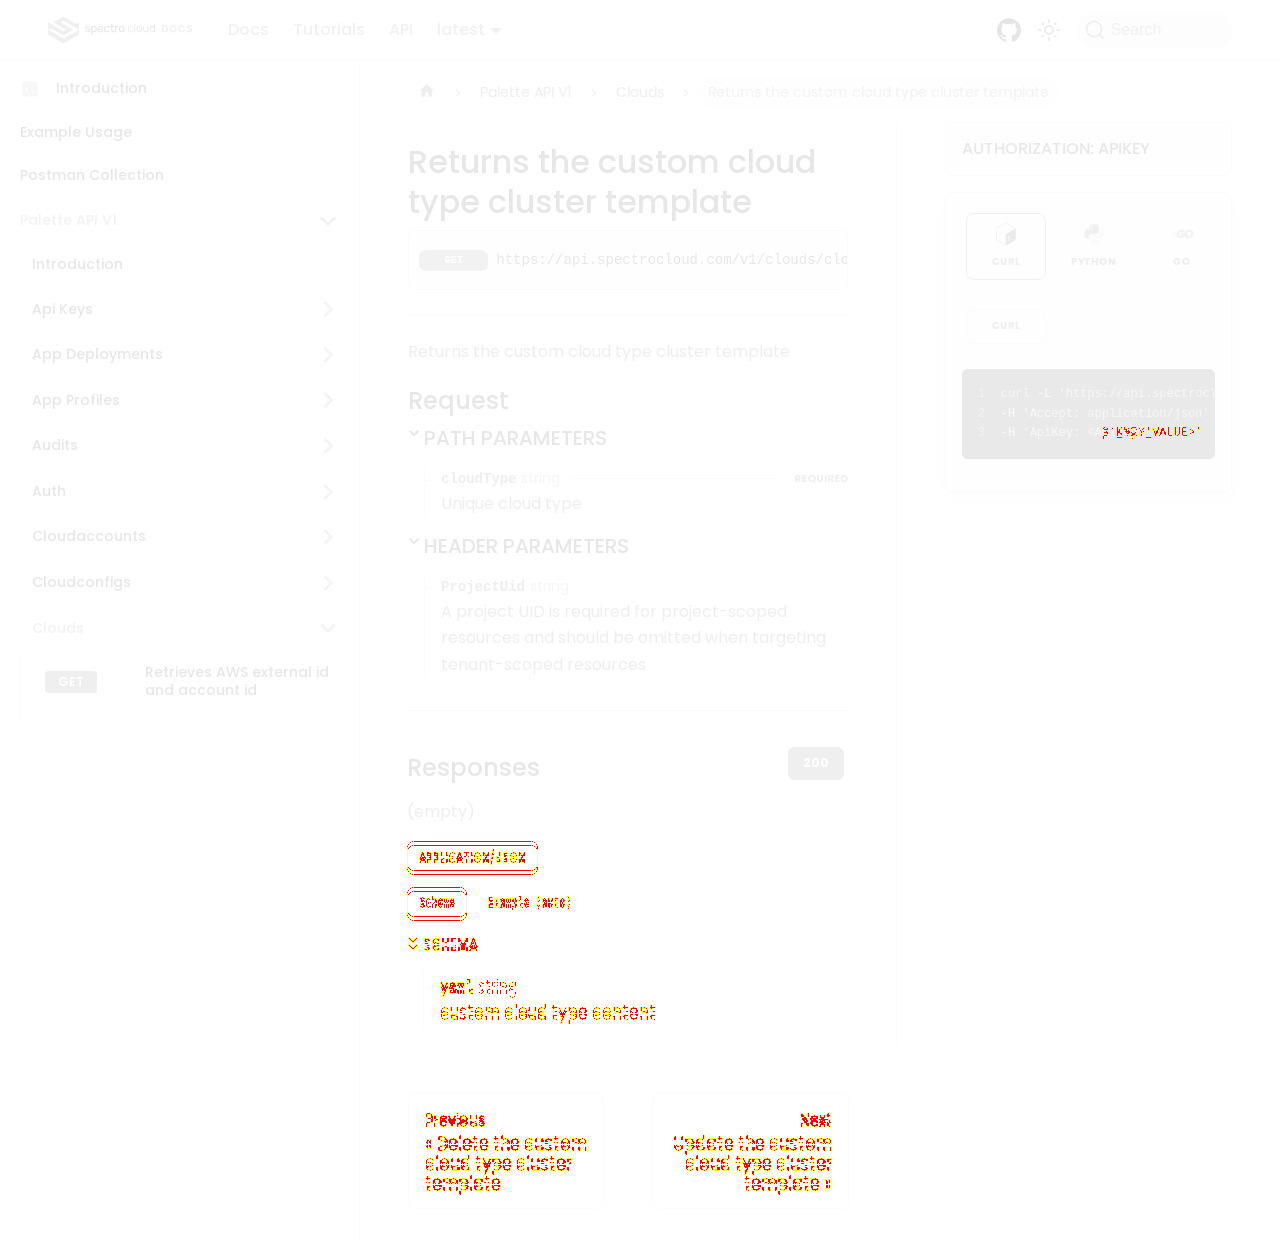 spectro cloud DOCS
Docs
Tutorials
API
latest
Search
Introduction
Example Usage
Postman Collection
Palette API V1
Introduction
Api Keys
App Deployments
App Profiles
Audits
Auth
Cloudaccounts
Cloudconfigs
Clouds
GET
Retrieves AWS external id
and account id
Palette API V1
Clouds
Returns the custom cloud type cluster template
Returns the custom cloud
type cluster template
GET https://api.spectrocloud.com/v1/clouds/clo
Returns the custom cloud type cluster template
Request
PATH PARAMETERS
cloudType string REQUIRED
Unique cloud type
HEADER PARAMETERS
ProjectUid string
A project UID is required for project-scoped
resources and should be omitted when targeting
tenant-scoped resources
Responses
200
(empty)
APPLICATION/JSON
Schema
Example (auto)
SCHEMA
yaml string
custom cloud type content
Previous
« Delete the custom
cloud type cluster
template
Next
Update the custom
cloud type cluster
template »
AUTHORIZATION: APIKEY
CURL
PYTHON
GO
GO
CURL
1 curl -L 'https://api.spectrocl
2 -H 'Accept: application/json'
3 -H 'ApiKey: <API_KEY_VALUE>'